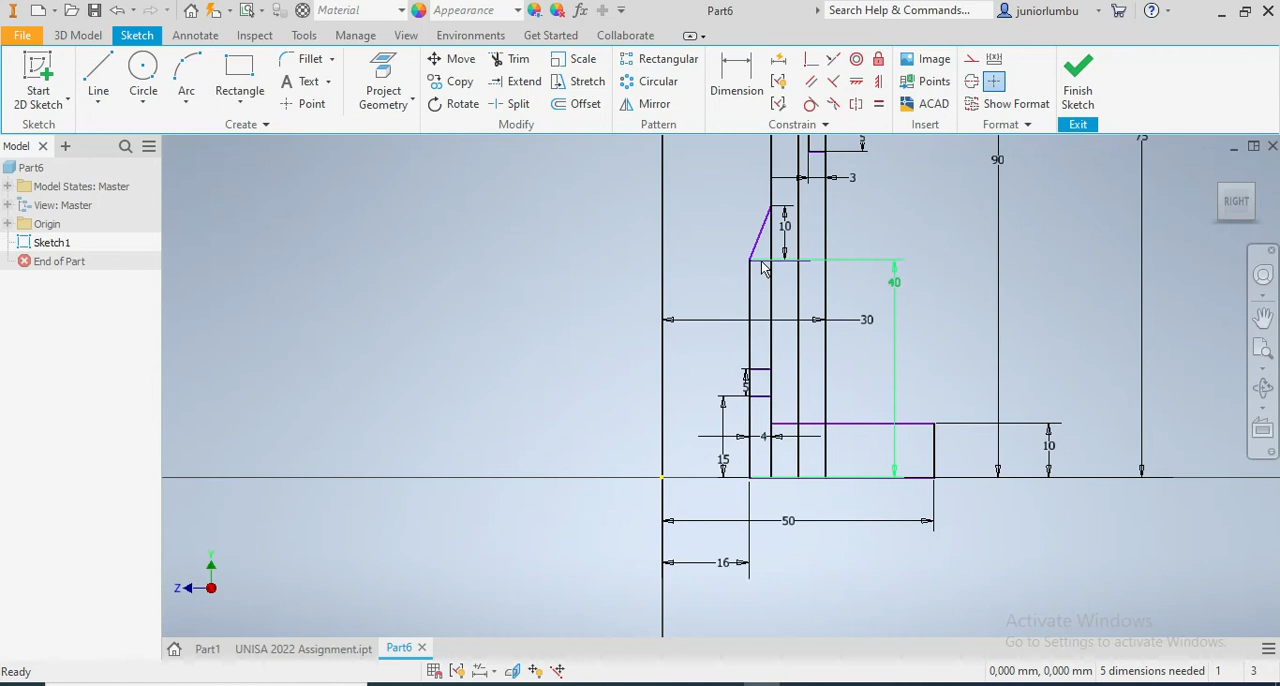 Material Appearance fx Part6 Search Help & Commands... juniorlumbu
File 3D Model Sketch Annotate Inspect Tools Manage View Environments Get Started Collaborate
Start 2D Sketch Line Circle Arc Rectangle Fillet Text Point Project Geometry Move Copy Rotate Trim Extend Split Scale Stretch Offset Rectangular Circular Mirror Dimension Image Points ACAD Show Format Finish Sketch
Sketch Create Modify Pattern Constrain Insert Format Exit
Model
Part6
Model States: Master
View: Master
Origin
Sketch1
End of Part
5
75
90
3
RIGHT
10
40
30
5
4
15
10
50
16
Y
Z
Activate Windows
Go to Settings to activate Windows.
Part1 UNISA 2022 Assignment.ipt Part6
Ready 0,000 mm, 0,000 mm 5 dimensions needed 1 3